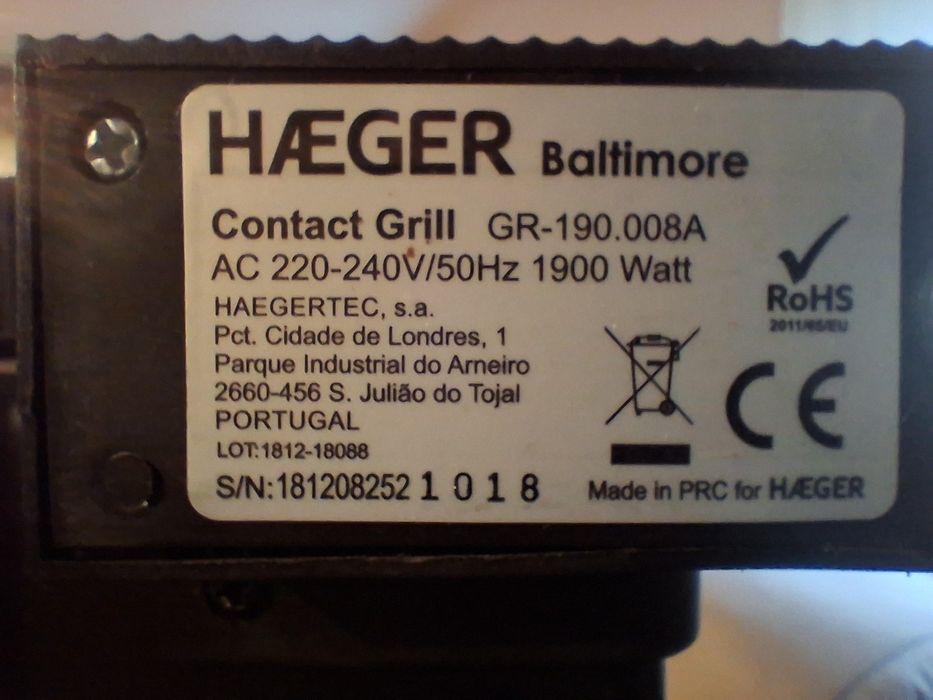 HÆGER Baltimore
Contact Grill GR-190.008A
AC 220-240V/50Hz 1900 Watt
HAEGERTEC, s.a.
Pct. Cidade de Londres, 1
Parque Industrial do Arneiro
2660-456 S. Julião do Tojal
PORTUGAL
LOT:1812-18088
S/N:181208252 1 0 1 8
RoHS
2011/65/EU
CE
Made in PRC for HÆGER